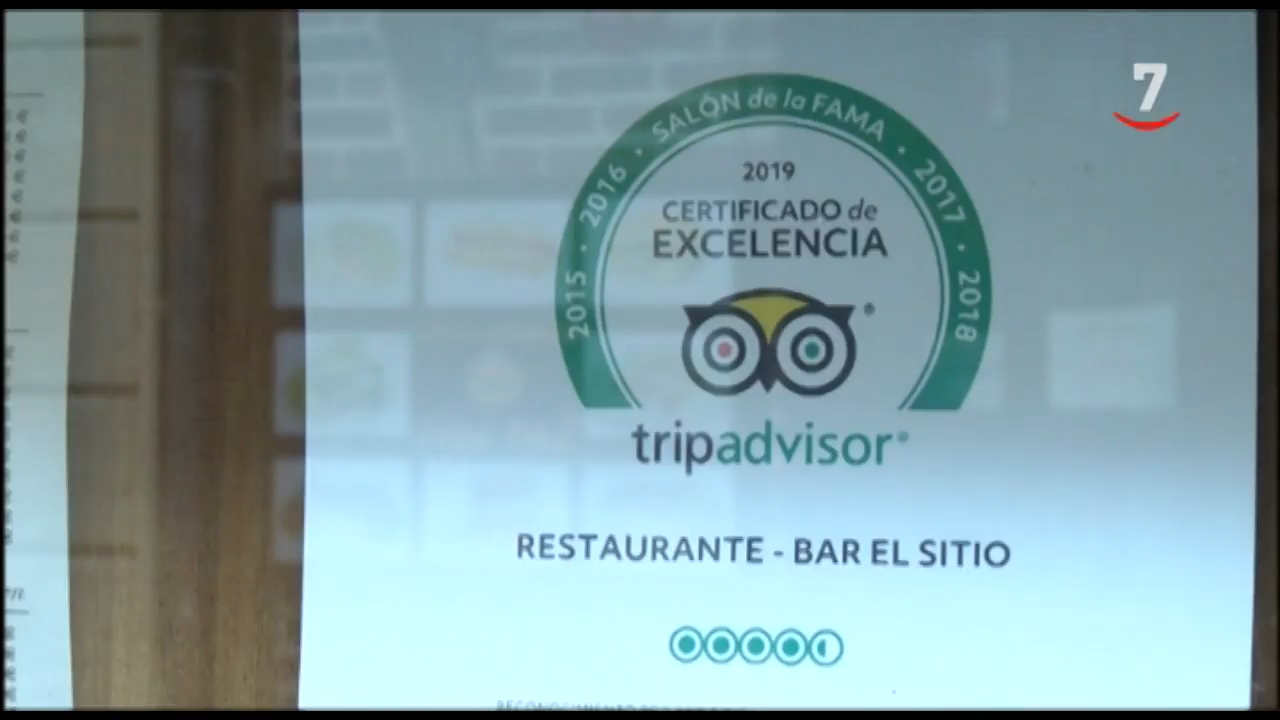 7
2015 · 2016 · SALÓN de la FAMA · 2017 · 2018
2019
CERTIFICADO de
EXCELENCIA
tripadvisor®
RESTAURANTE - BAR EL SITIO